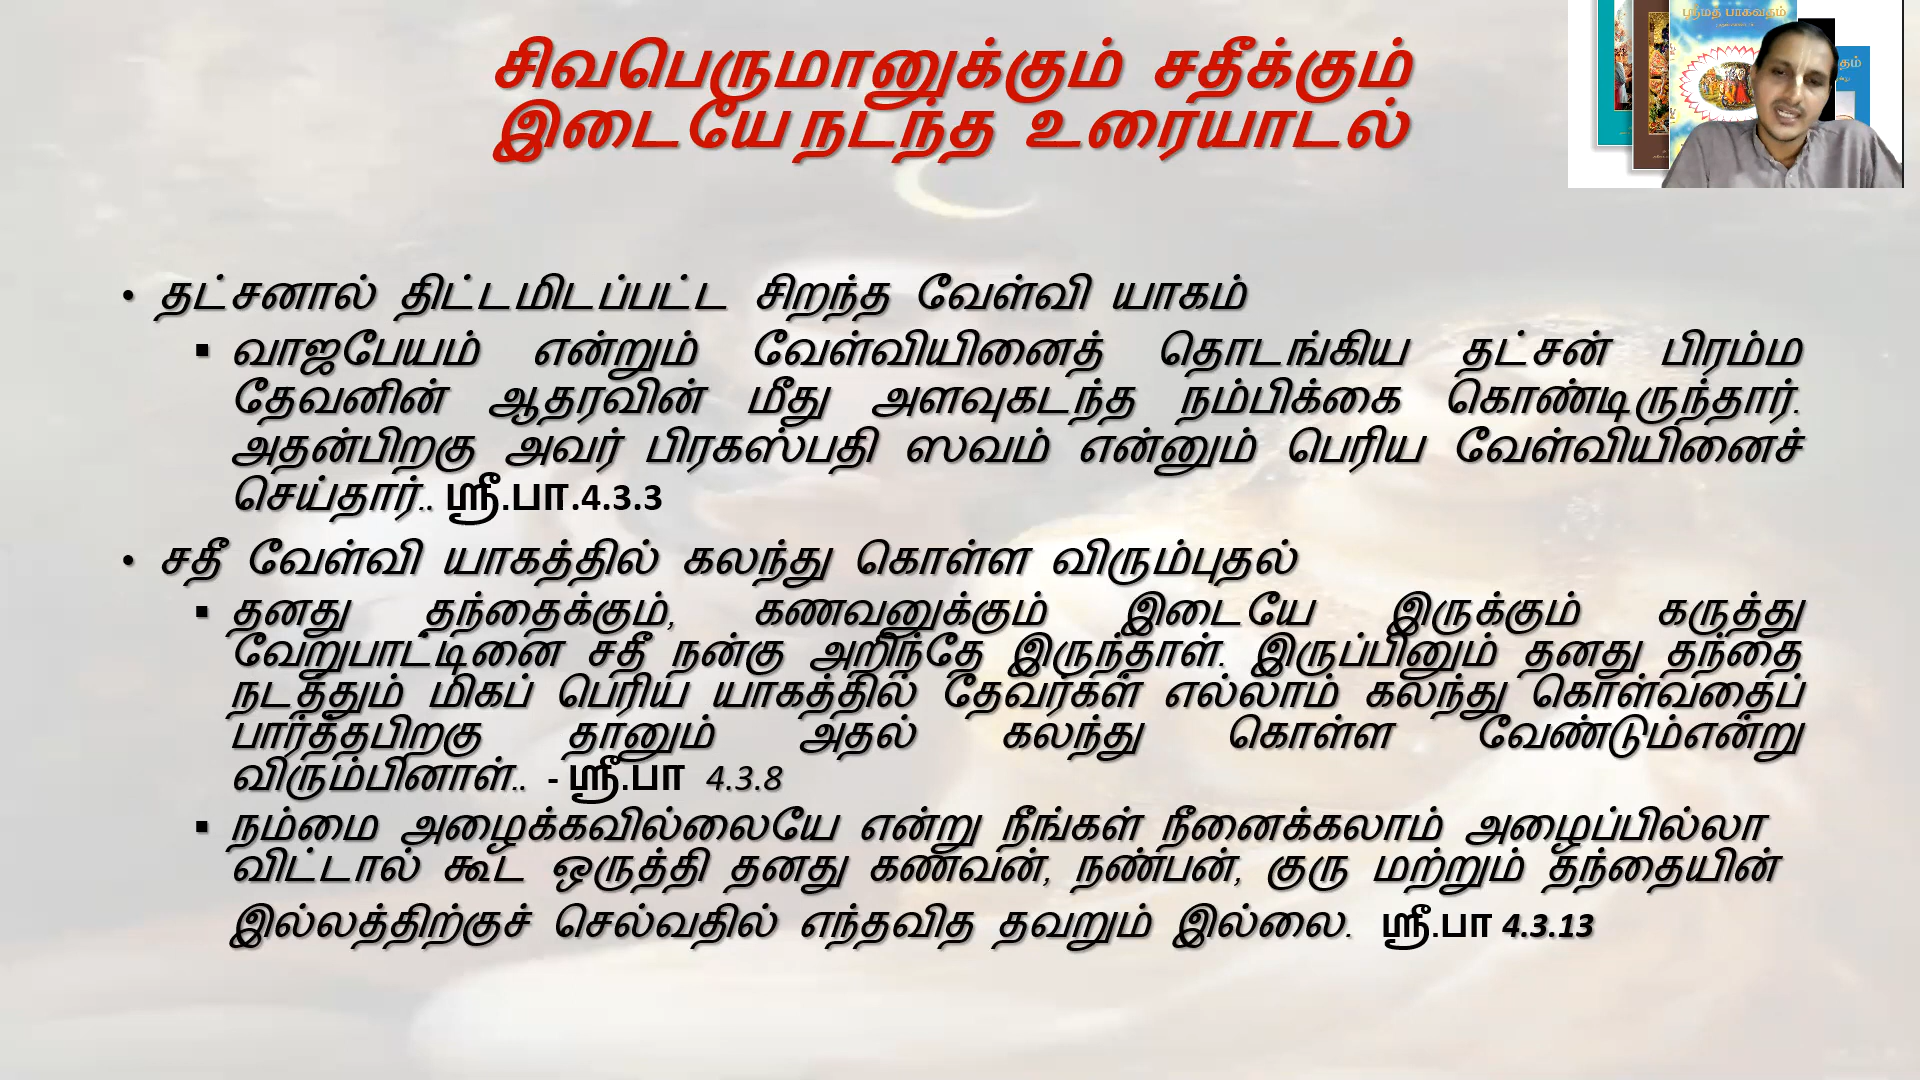 சிவபெருமானுக்கும் சதீக்கும்
இடையே நடந்த உரையாடல்
ஸ்ரீமத் பாகவதம்
• தட்சனால் திட்டமிடப்பட்ட சிறந்த வேள்வி யாகம்
▪ வாஜபேயம் என்றும் வேள்வியினைத் தொடங்கிய தட்சன் பிரம்ம
தேவனின் ஆதரவின் மீது அளவுகடந்த நம்பிக்கை கொண்டிருந்தார்.
அதன்பிறகு அவர் பிரகஸ்பதி ஸவம் என்னும் பெரிய வேள்வியினைச்
செய்தார்.. ஸ்ரீ.பா.4.3.3
• சதீ வேள்வி யாகத்தில் கலந்து கொள்ள விரும்புதல்
▪ தனது தந்தைக்கும், கணவனுக்கும் இடையே இருக்கும் கருத்து
வேறுபாட்டினை சதீ நன்கு அறிந்தே இருந்தாள். இருப்பினும் தனது தந்தை
நடத்தும் மிகப் பெரிய யாகத்தில் தேவர்கள் எல்லாம் கலந்து கொள்வதைப்
பார்த்தபிறகு தானும் அதல் கலந்து கொள்ள வேண்டும்என்று
விரும்பினாள்.. - ஸ்ரீ.பா 4.3.8
▪ நம்மை அழைக்கவில்லையே என்று நீங்கள் நீனைக்கலாம் அழைப்பில்லா
விட்டால் கூட ஒருத்தி தனது கணவன், நண்பன், குரு மற்றும் தந்தையின்
இல்லத்திற்குச் செல்வதில் எந்தவித தவறும் இல்லை. ஸ்ரீ.பா 4.3.13